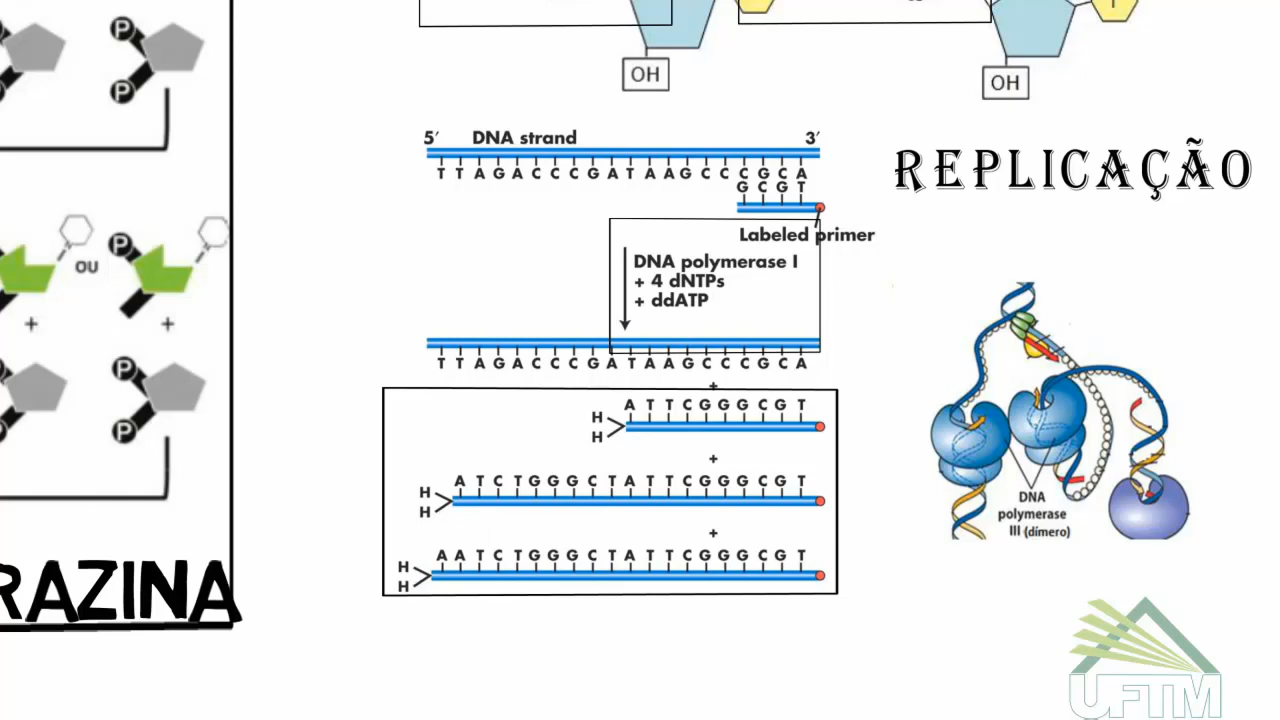 P
P
OH
OH
5′ DNA strand 3′
T T A G A C C C G A T A A G C C C G C A
G C G T
Labeled primer
REPLICAÇÃO
DNA polymerase I
+ 4 dNTPs
+ ddATP
P
OU
+ +
T T A G A C C C G A T A A G C C C G C A
+
P
A T T C G G G C G T
H
H
P
+
A T C T G G G C T A T T C G G G C G T
H
H
DNA
polymerase
III (dímero)
+
A A T C T G G G C T A T T C G G G C G T
H
H
RAZINA
UFTM